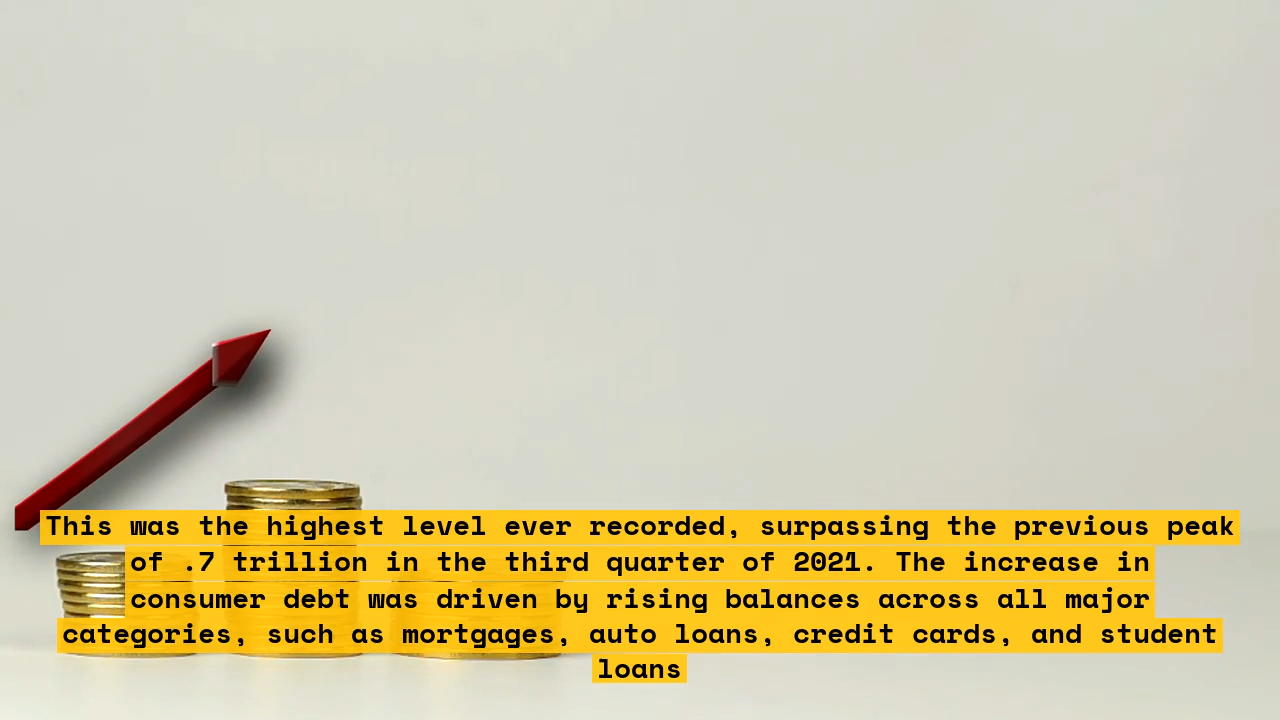 This was the highest level ever recorded, surpassing the previous peak
of .7 trillion in the third quarter of 2021. The increase in
consumer debt was driven by rising balances across all major
categories, such as mortgages, auto loans, credit cards, and student
loans